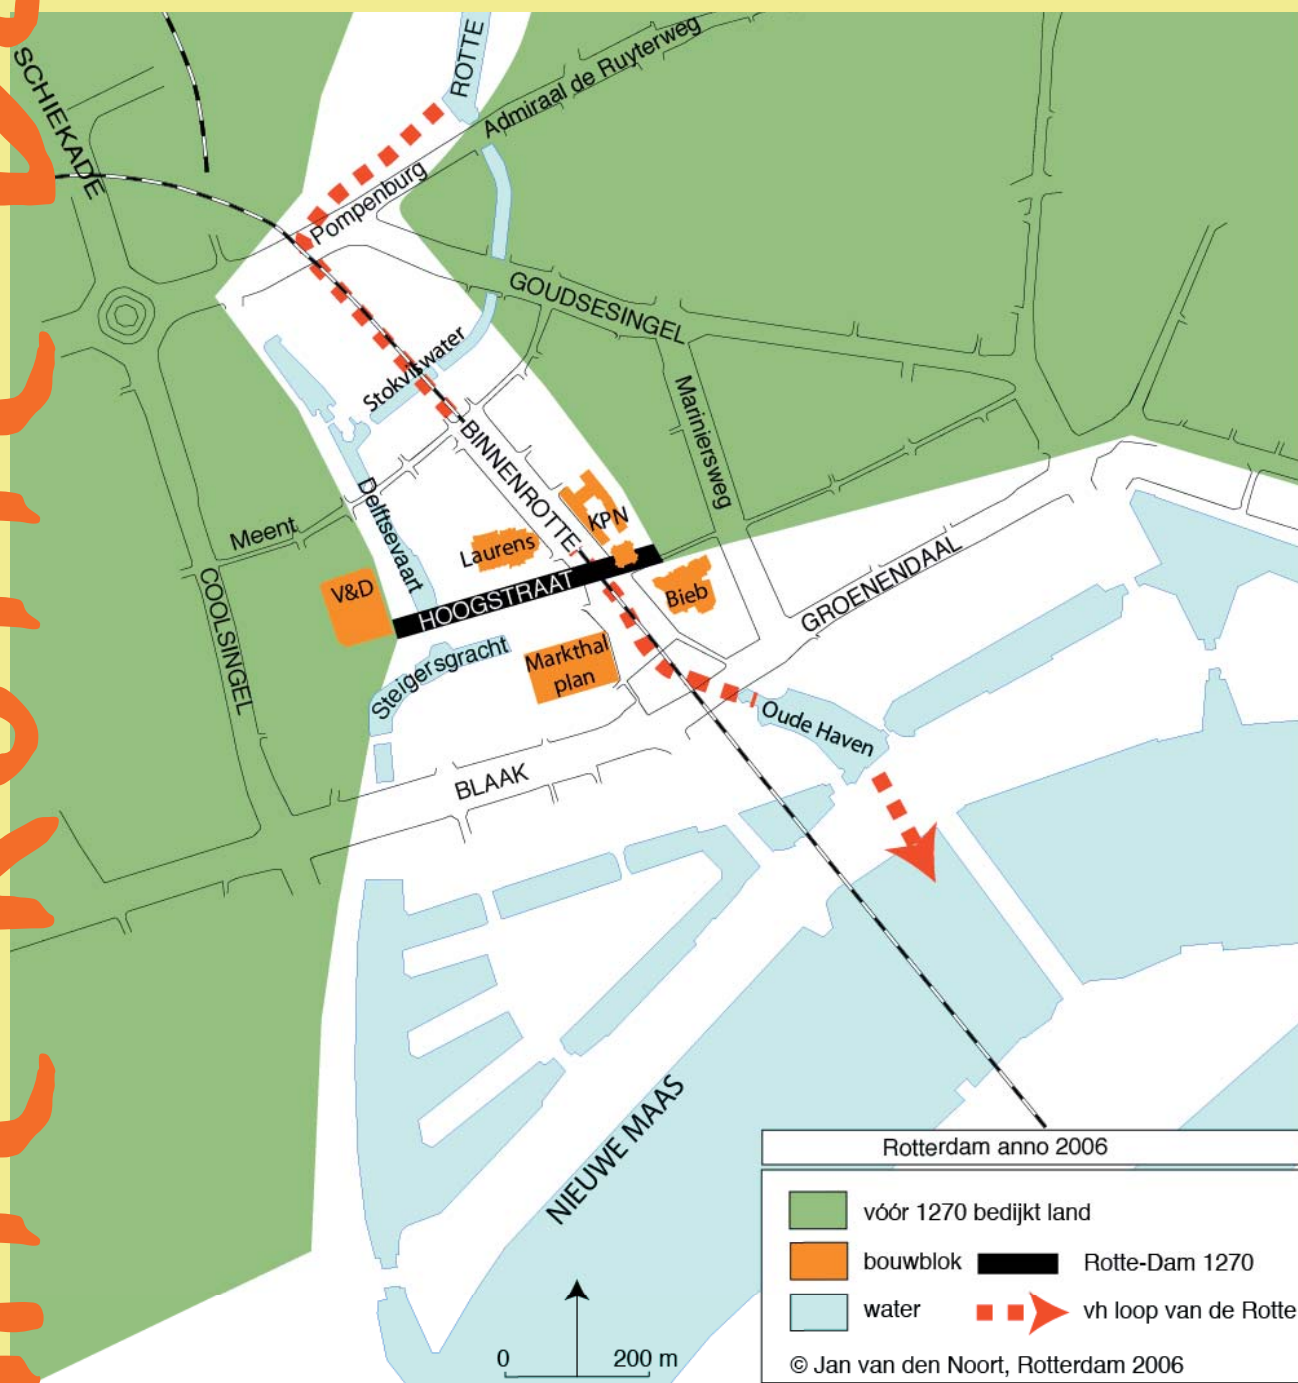 ROTTE
SCHIEKADE
Admiraal de Ruyterweg
Pompenburg
GOUDSESINGEL
Stokviswater
Mariniersweg
BINNENROTTE
Delftsevaart
Meent
KPN
Laurens
COOLSINGEL
V&D
HOOGSTRAAT
Bieb
GROENENDAAL
Steigersgracht
Markthal
plan
Oude Haven
BLAAK
NIEUWE MAAS
Rotterdam anno 2006
vóór 1270 bedijkt land
bouwblok
Rotte-Dam 1270
water
vh loop van de Rotte
0 200 m
© Jan van den Noort, Rotterdam 2006